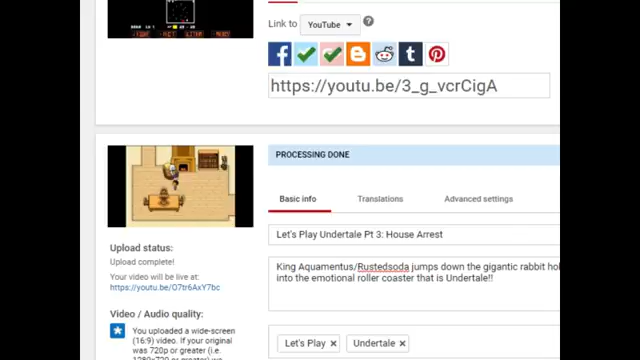 Link to YouTube
https://youtu.be/3_g_vcrCigA
PROCESSING DONE
Basic info Translations Advanced settings
Let's Play Undertale Pt 3: House Arrest
Upload status:
Upload complete!
Your video will be live at:
https://youtu.be/O7tr6AxY7bc
King Aquamentus/Rustedsoda jumps down the gigantic rabbit hol
into the emotional roller coaster that is Undertale!!
Video / Audio quality:
You uploaded a wide-screen
(16:9) video. If your original
was 720p or greater (i.e.
Let's Play Undertale